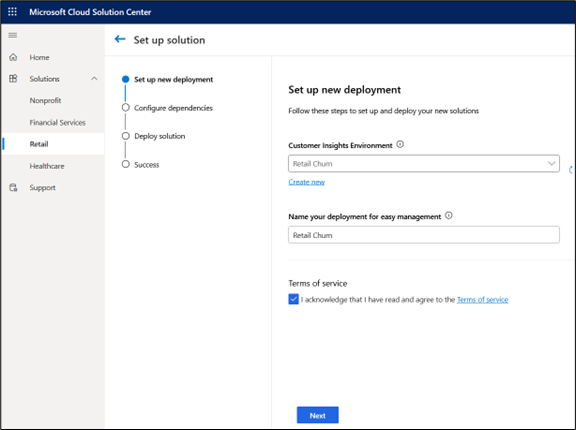 Microsoft Cloud Solution Center
Home
Solutions
Nonprofit
Financial Services
Retail
Healthcare
Support
Set up solution
Set up new deployment
Configure dependencies
Deploy solution
Success
Set up new deployment
Follow these steps to set up and deploy your new solutions
Customer Insights Environment
Retail Churn
Create new
Name your deployment for easy management
Retail Churn
Terms of service
I acknowledge that I have read and agree to the Terms of service
Next